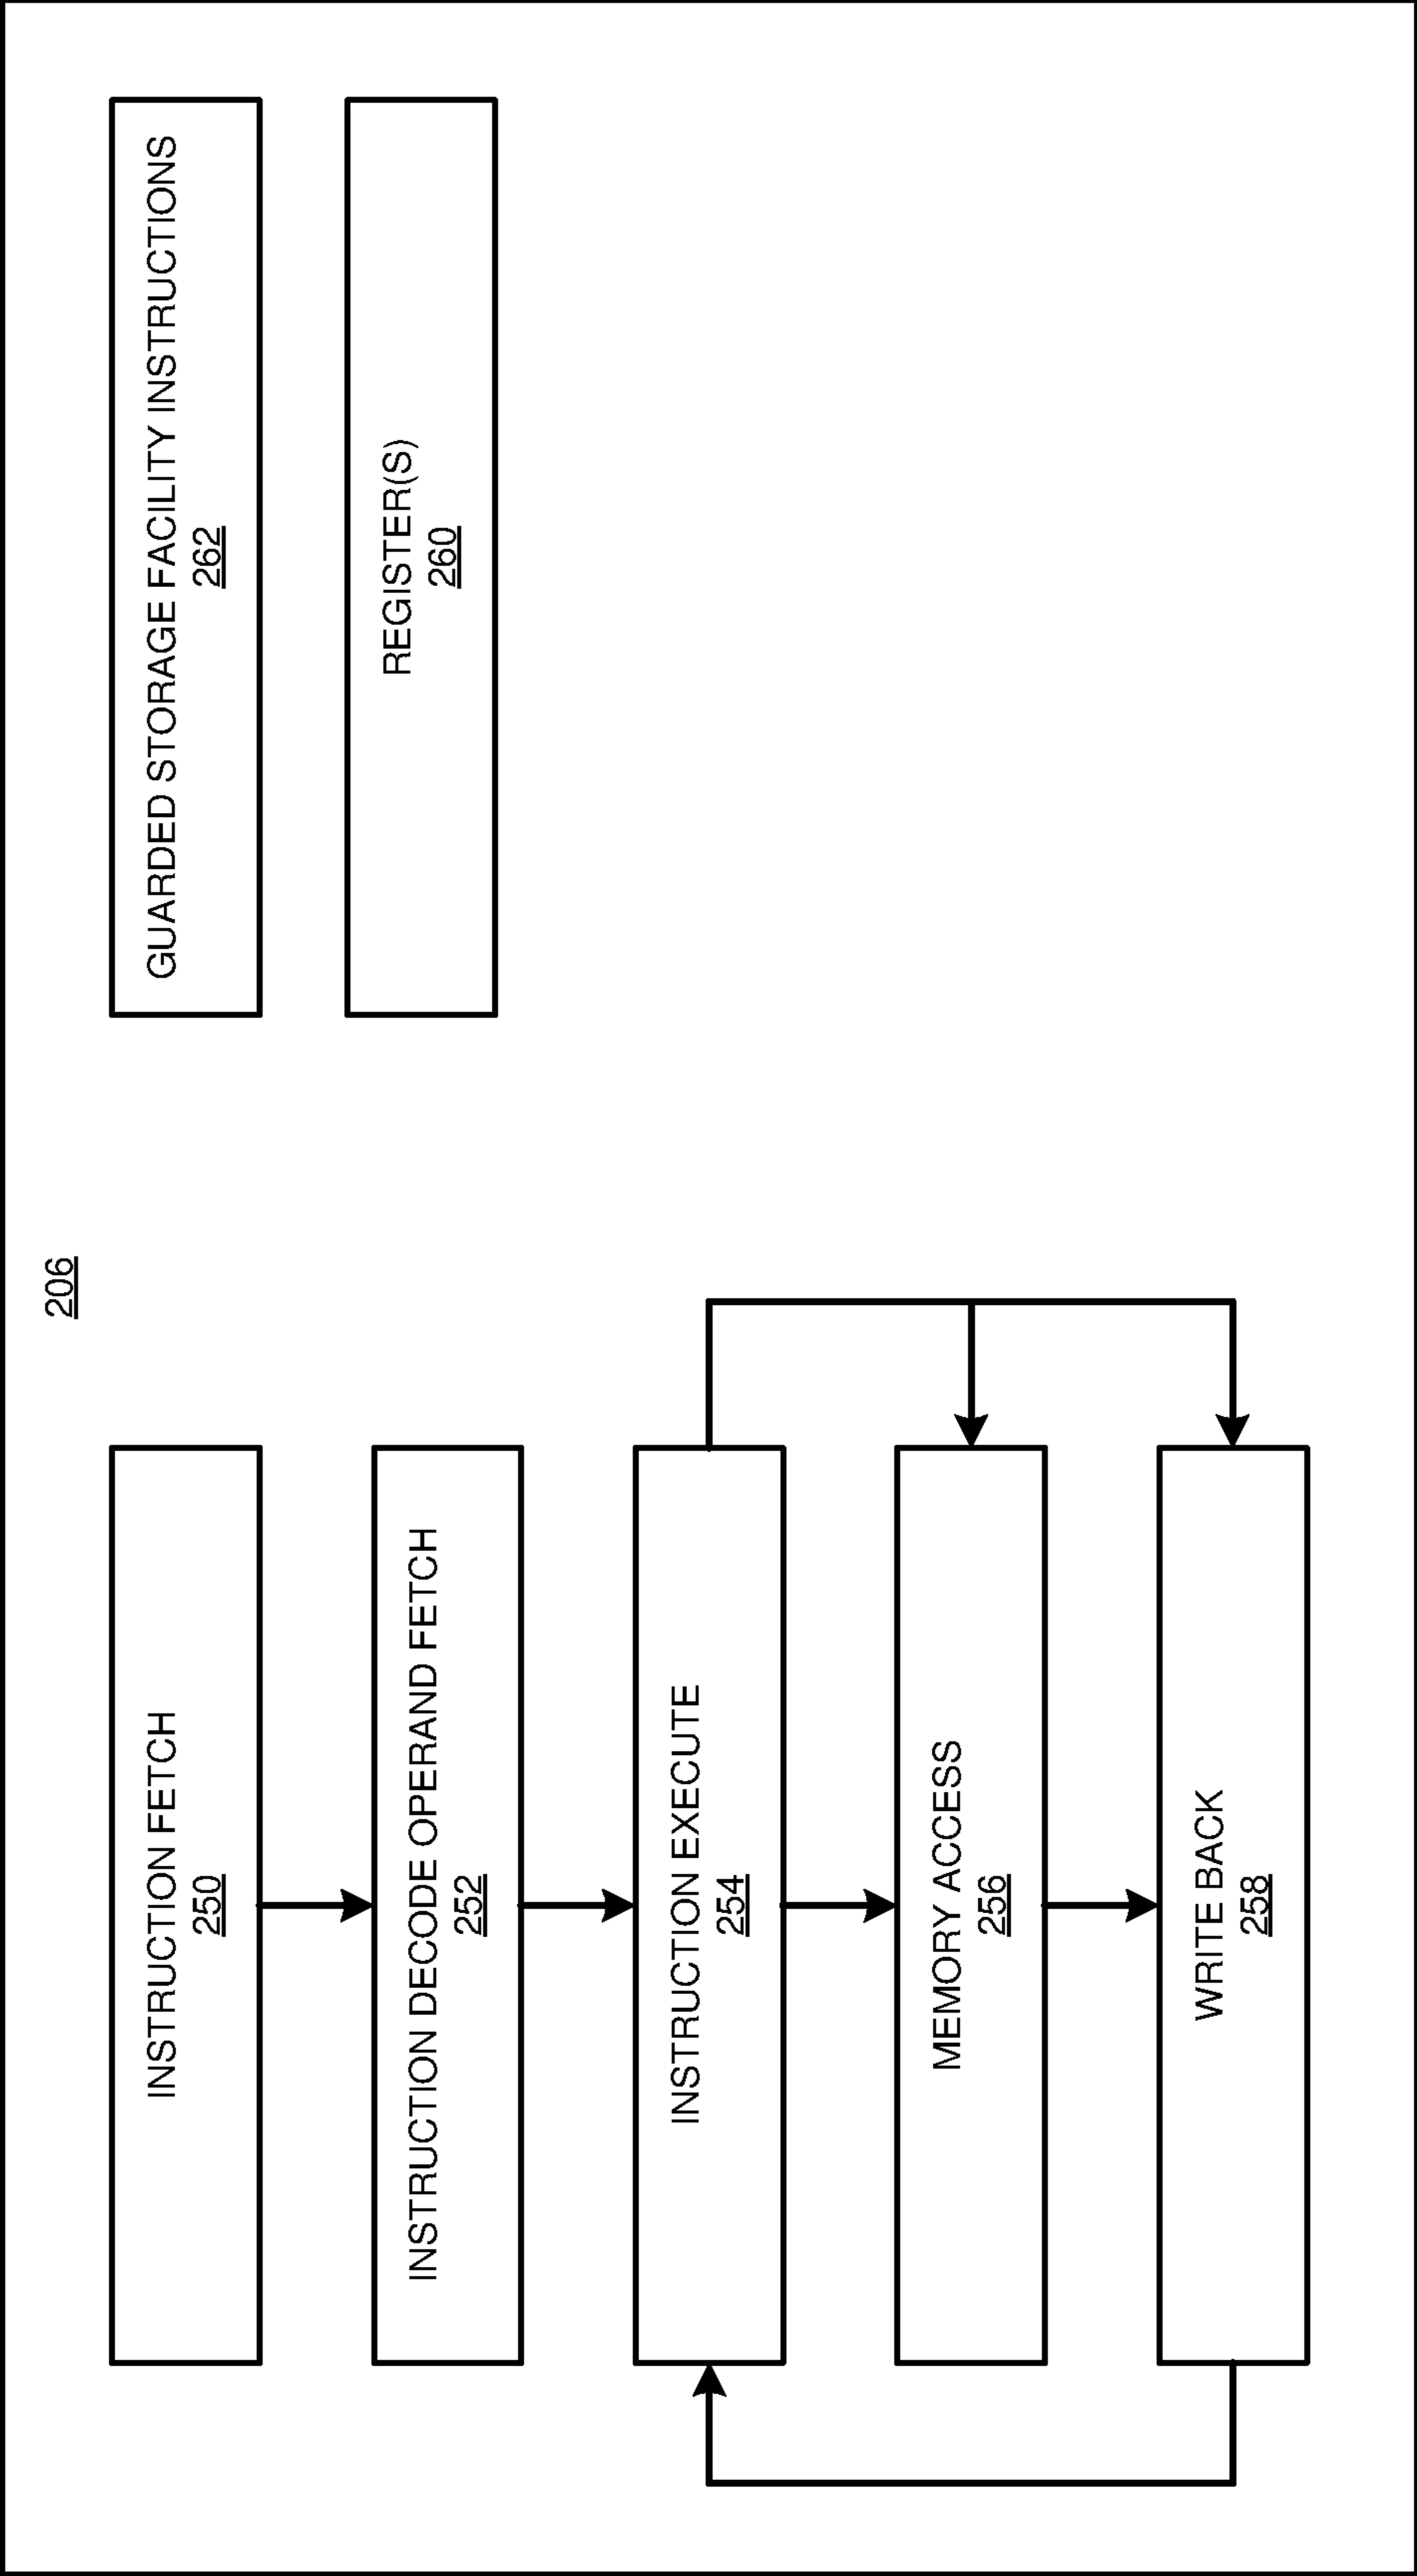 206
INSTRUCTION FETCH
250
INSTRUCTION DECODE OPERAND FETCH
252
INSTRUCTION EXECUTE
254
MEMORY ACCESS
256
WRITE BACK
258
GUARDED STORAGE FACILITY INSTRUCTIONS
262
REGISTER(S)
260